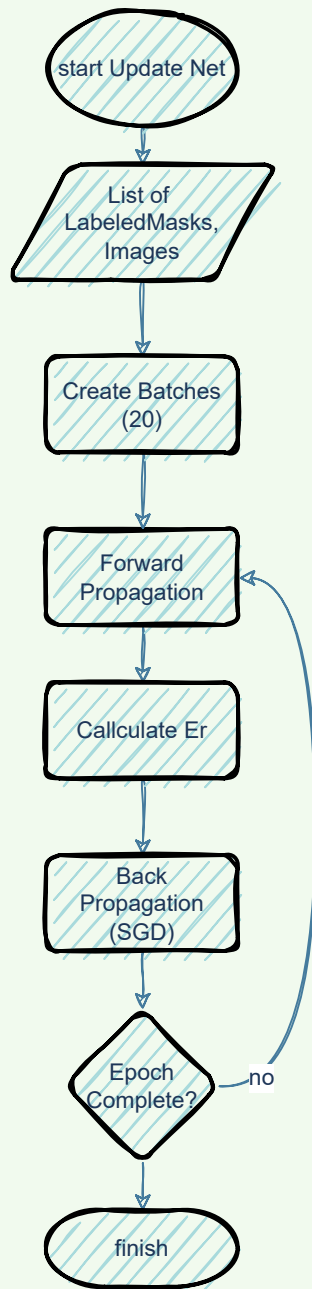 start Update Net
List of
LabeledMasks,
Images
Create Batches
(20)
Forward
Propagation
Callculate Er
Back
Propagation
(SGD)
Epoch
Complete?
no
finish